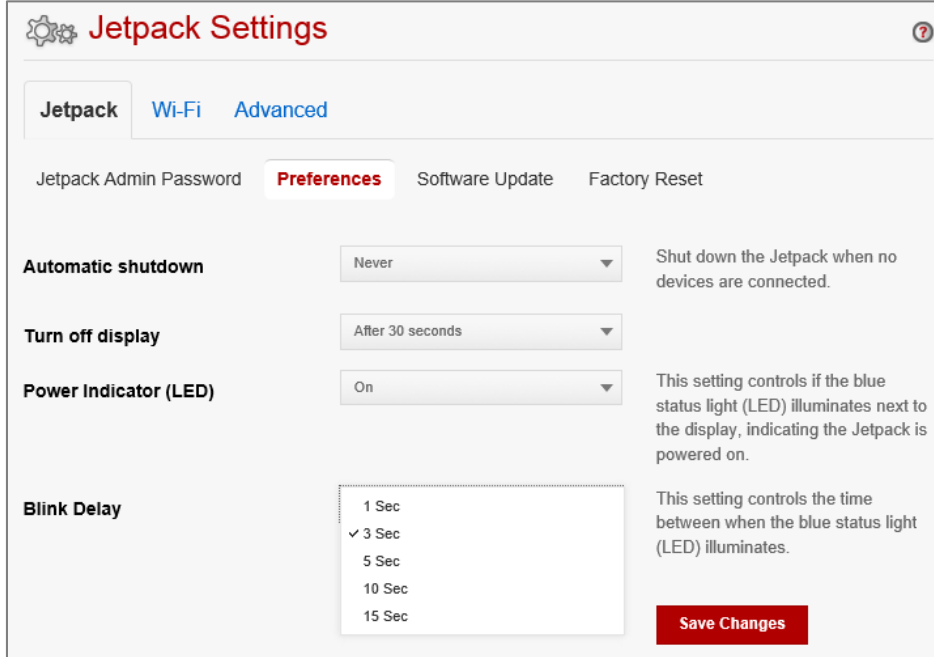 Jetpack Settings
?
Jetpack Wi-Fi Advanced
Jetpack Admin Password Preferences Software Update Factory Reset
Automatic shutdown
Never
Shut down the Jetpack when no
devices are connected.
Turn off display
After 30 seconds
Power Indicator (LED)
On
This setting controls if the blue
status light (LED) illuminates next to
the display, indicating the Jetpack is
powered on.
Blink Delay
1 Sec
✓ 3 Sec
5 Sec
10 Sec
15 Sec
This setting controls the time
between when the blue status light
(LED) illuminates.
Save Changes